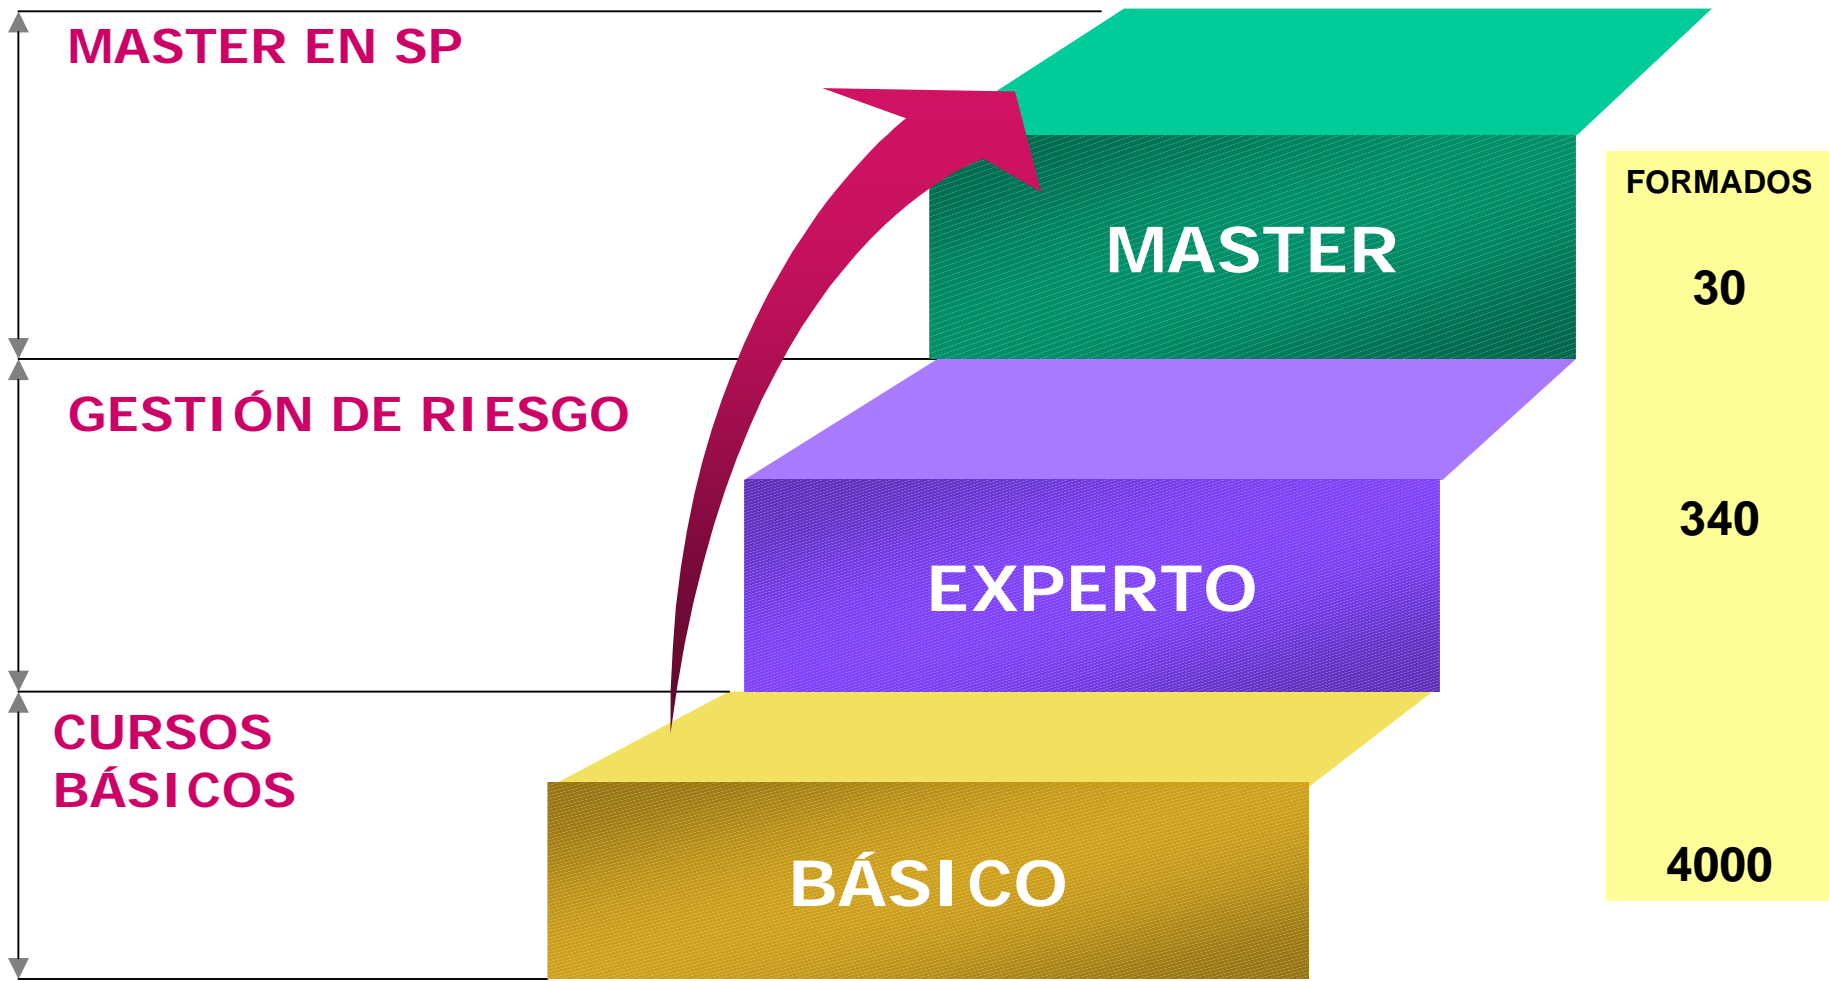 MASTER EN SP
FORMADOS
MASTER
30
GESTIÓN DE RIESGO
340
EXPERTO
CURSOS
BÁSICOS
BÁSICO
4000